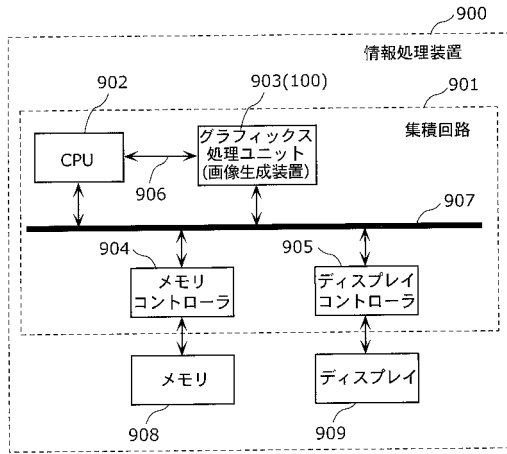 900
情報処理装置
902
903(100)
901
CPU
グラフィックス
処理ユニット
(画像生成装置)
集積回路
906
907
904
905
メモリ
コントローラ
ディスプレイ
コントローラ
メモリ
ディスプレイ
908
909